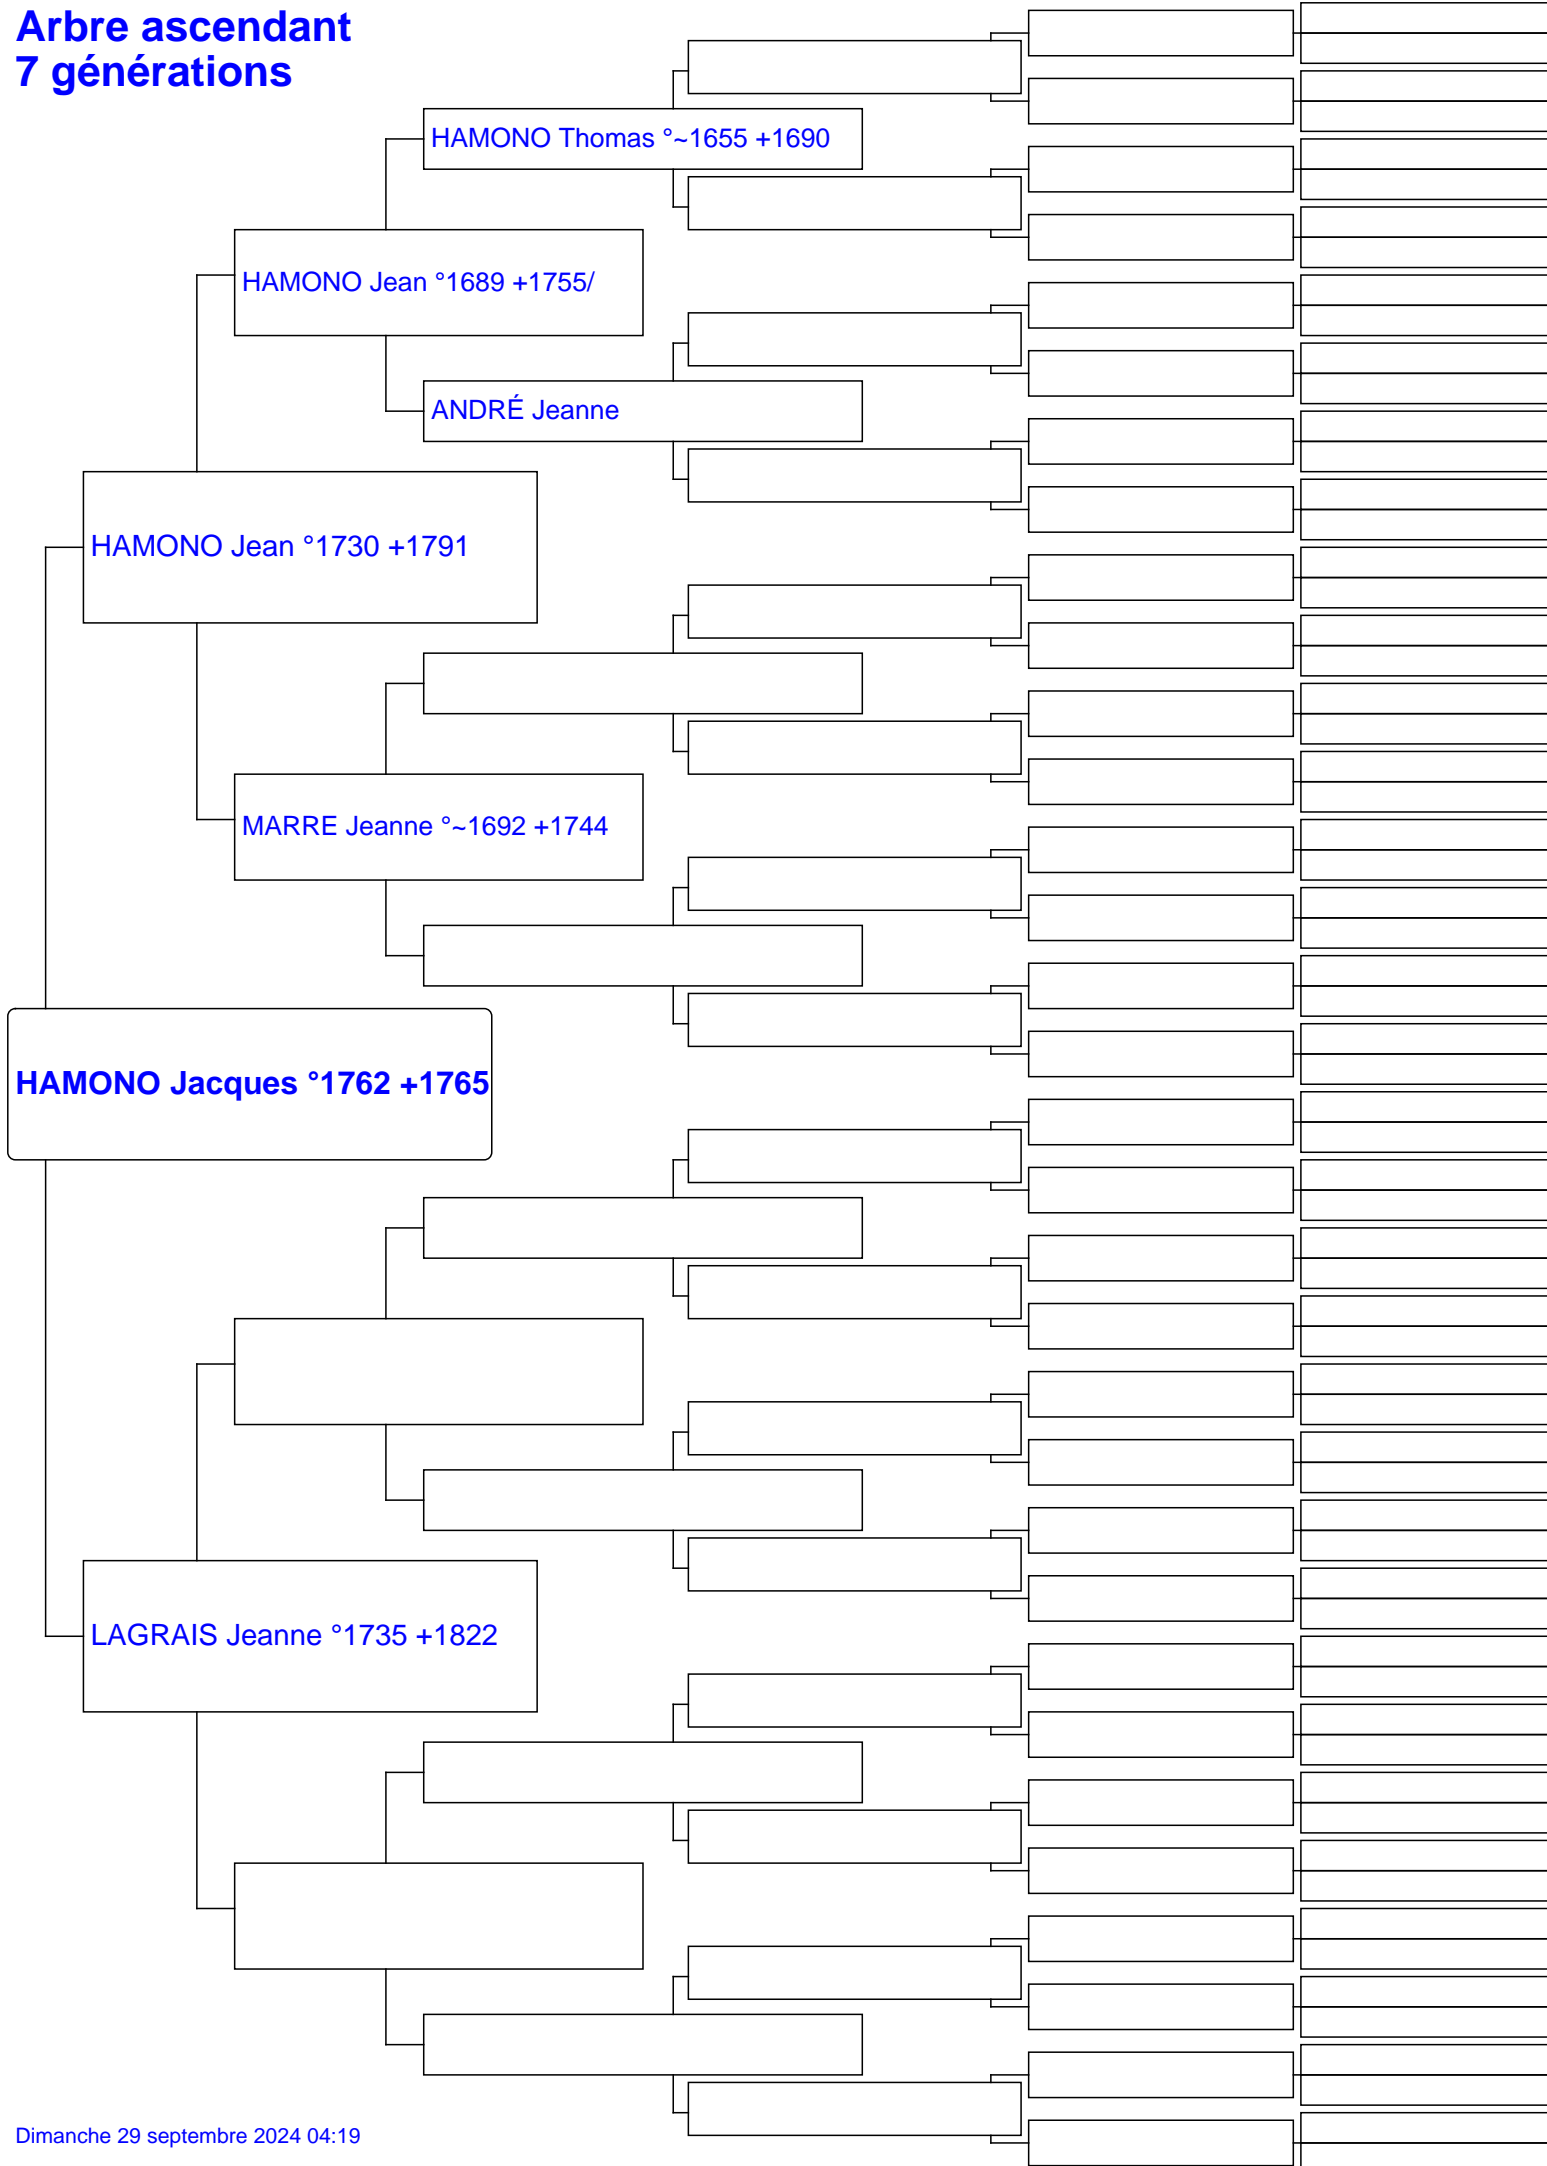 Arbre ascendant
7 générations
HAMONO Thomas °~1655 +1690
HAMONO Jean °1689 +1755/
ANDRÉ Jeanne
HAMONO Jean °1730 +1791
MARRE Jeanne °~1692 +1744
HAMONO Jacques °1762 +1765
LAGRAIS Jeanne °1735 +1822
Dimanche 29 septembre 2024 04:19